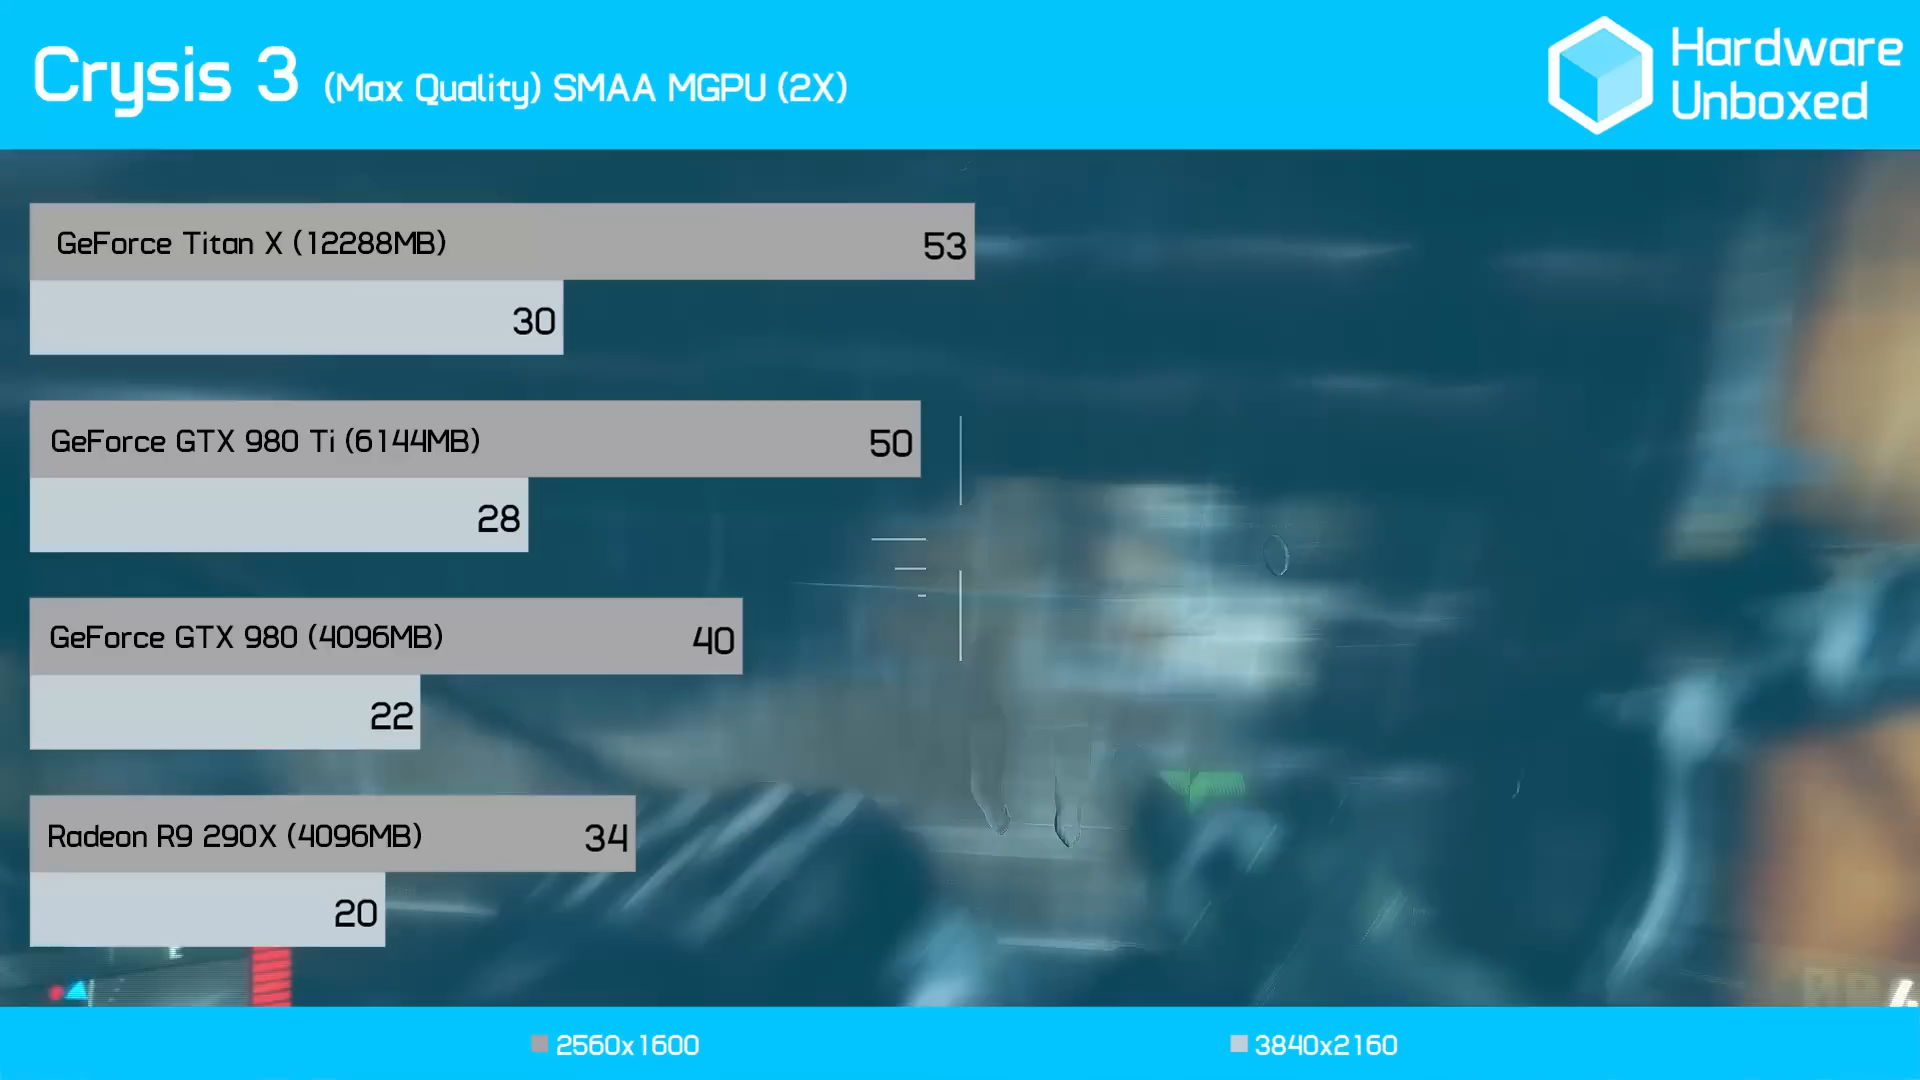 Crysis 3 (Max Quality) SMAA MGPU (2X)
Hardware
Unboxed
GeForce Titan X (12288MB) 53
30
GeForce GTX 980 Ti (6144MB) 50
28
GeForce GTX 980 (4096MB) 40
22
Radeon R9 290X (4096MB) 34
20
2560x1600 3840x2160